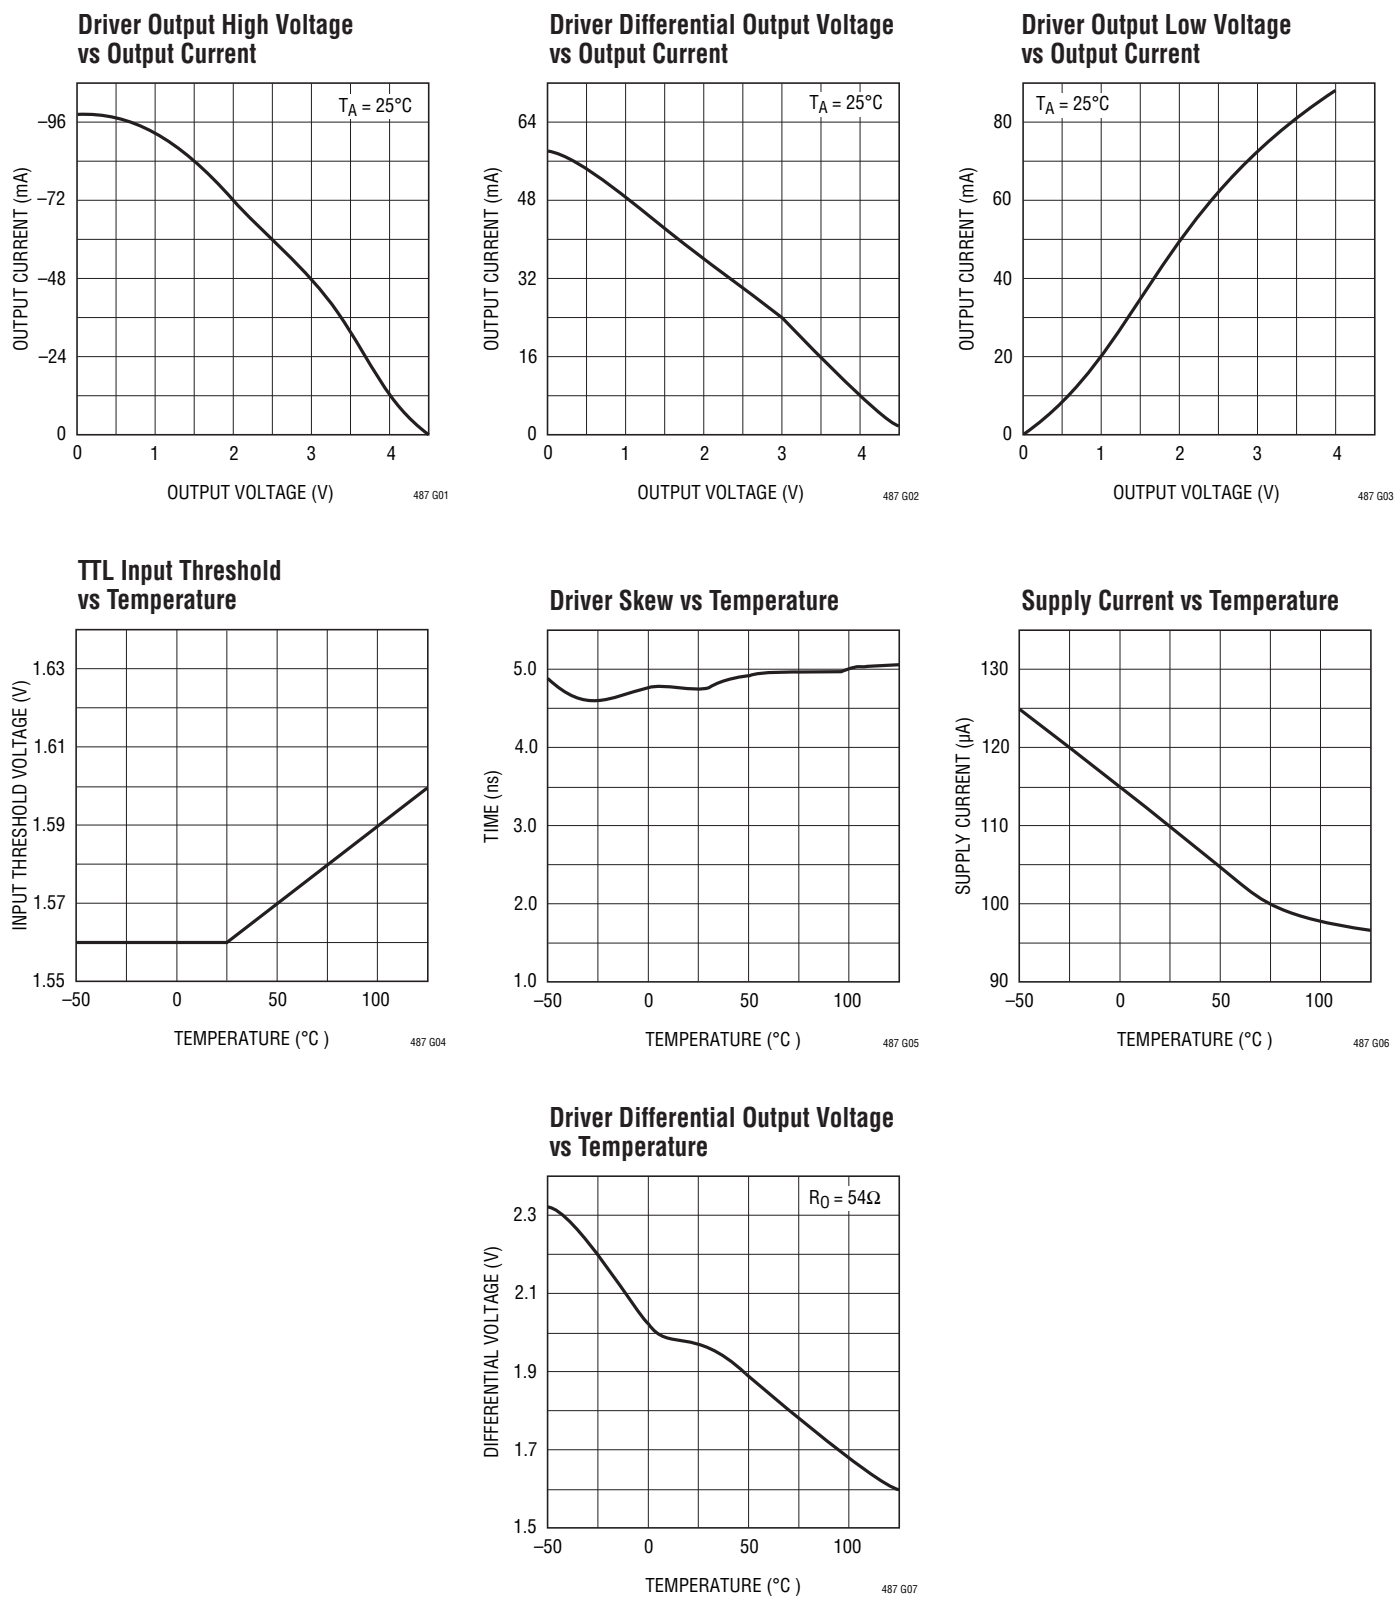 Driver Output High Voltage
vs Output Current
TA = 25°C
–96
–72
–48
–24
0
0 1 2 3 4
OUTPUT CURRENT (mA)
OUTPUT VOLTAGE (V)
487 G01
Driver Differential Output Voltage
vs Output Current
TA = 25°C
64
48
32
16
0
0 1 2 3 4
OUTPUT CURRENT (mA)
OUTPUT VOLTAGE (V)
487 G02
Driver Output Low Voltage
vs Output Current
TA = 25°C
80
60
40
20
0
0 1 2 3 4
OUTPUT CURRENT (mA)
OUTPUT VOLTAGE (V)
487 G03
TTL Input Threshold
vs Temperature
1.63
1.61
1.59
1.57
1.55
–50 0 50 100
INPUT THRESHOLD VOLTAGE (V)
TEMPERATURE (°C )
487 G04
Driver Skew vs Temperature
5.0
4.0
3.0
2.0
1.0
–50 0 50 100
TIME (ns)
TEMPERATURE (°C )
487 G05
Supply Current vs Temperature
130
120
110
100
90
–50 0 50 100
SUPPLY CURRENT (µA)
TEMPERATURE (°C )
487 G06
Driver Differential Output Voltage
vs Temperature
RO = 54Ω
2.3
2.1
1.9
1.7
1.5
–50 0 50 100
DIFFERENTIAL VOLTAGE (V)
TEMPERATURE (°C )
487 G07